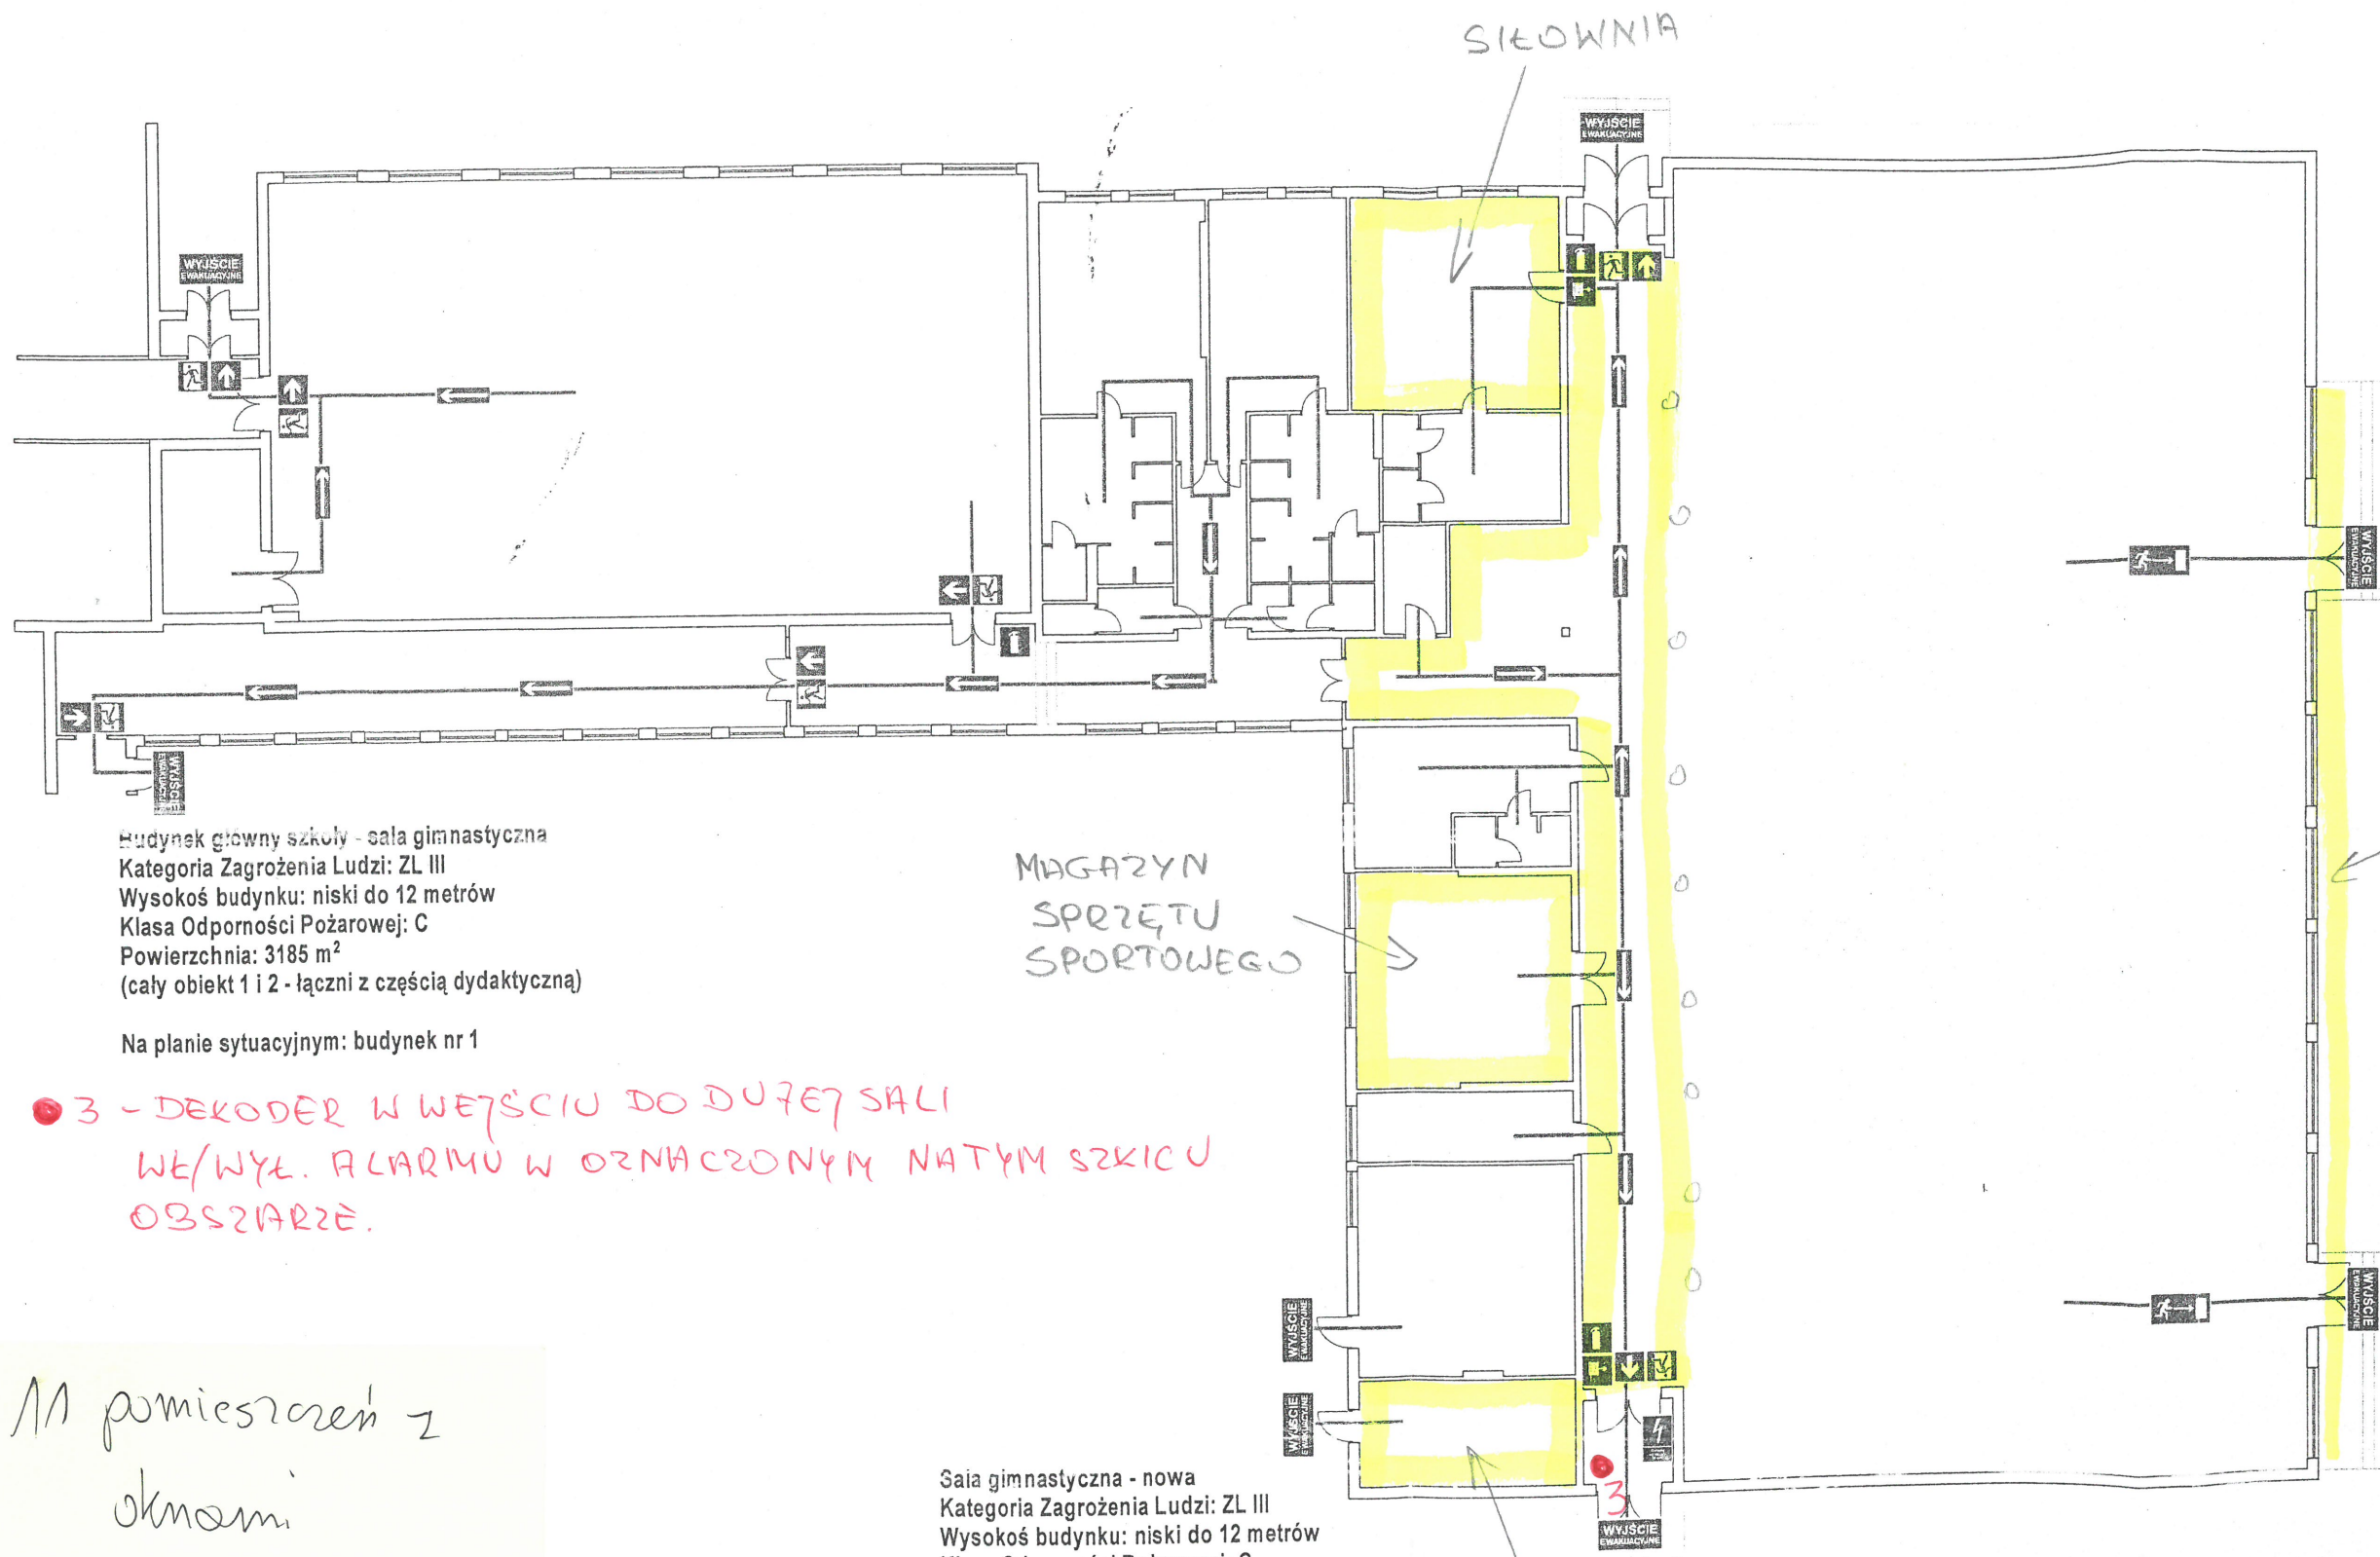 SIŁOWNIA
WYJŚCIE
EWAKUACYJNE
WYJŚCIE
EWAKUACYJNE
WYJŚCIE
EWAKUACYJNE
WYJŚCIE
EWAKUACYJNE
Budynek główny szkoły - sala gimnastyczna
Kategoria Zagrożenia Ludzi: ZL III
Wysokoś budynku: niski do 12 metrów
Klasa Odporności Pożarowej: C
Powierzchnia: 3185 m²
(cały obiekt 1 i 2 - łączni z częścią dydaktyczną)
Na planie sytuacyjnym: budynek nr 1
MAGAZYN
SPRZĘTU
SPORTOWEGO
3 - DEKODER W WEJŚCIU DO DUŻEJ SALI
WŁ/WYŁ. ALARMU W OZNACZONYM NATYM SZKICU
OBSZARZE.
WYJŚCIE
EWAKUACYJNE
WYJŚCIE
EWAKUACYJNE
WYJŚCIE
EWAKUACYJNE
11 pomieszczeń z
oknami
3
Sala gimnastyczna - nowa
Kategoria Zagrożenia Ludzi: ZL III
Wysokoś budynku: niski do 12 metrów
WYJŚCIE
EWAKUACYJNE